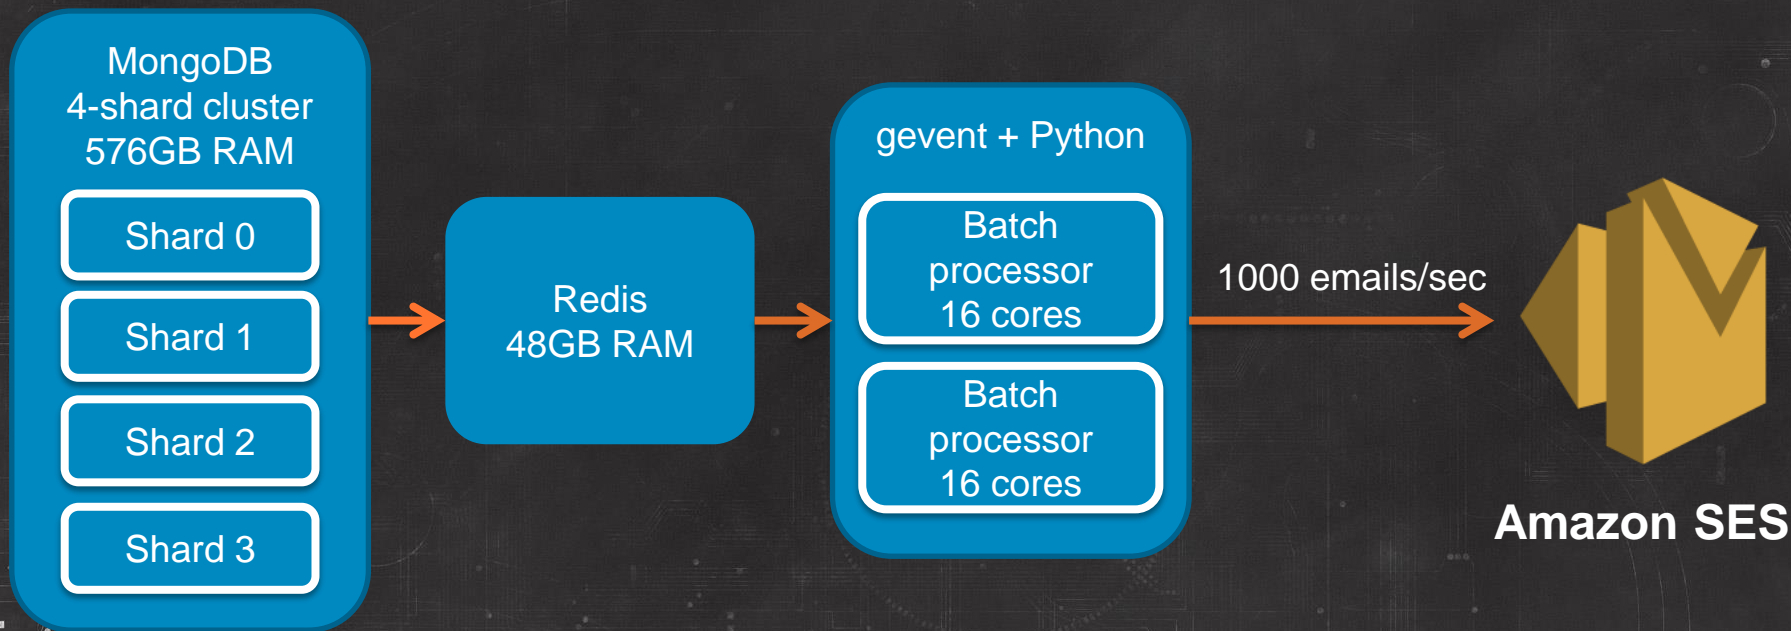 MongoDB
4-shard cluster
576GB RAM
Shard 0
Shard 1
Shard 2
Shard 3
Redis
48GB RAM
gevent + Python
Batch
processor
16 cores
Batch
processor
16 cores
1000 emails/sec
Amazon SES